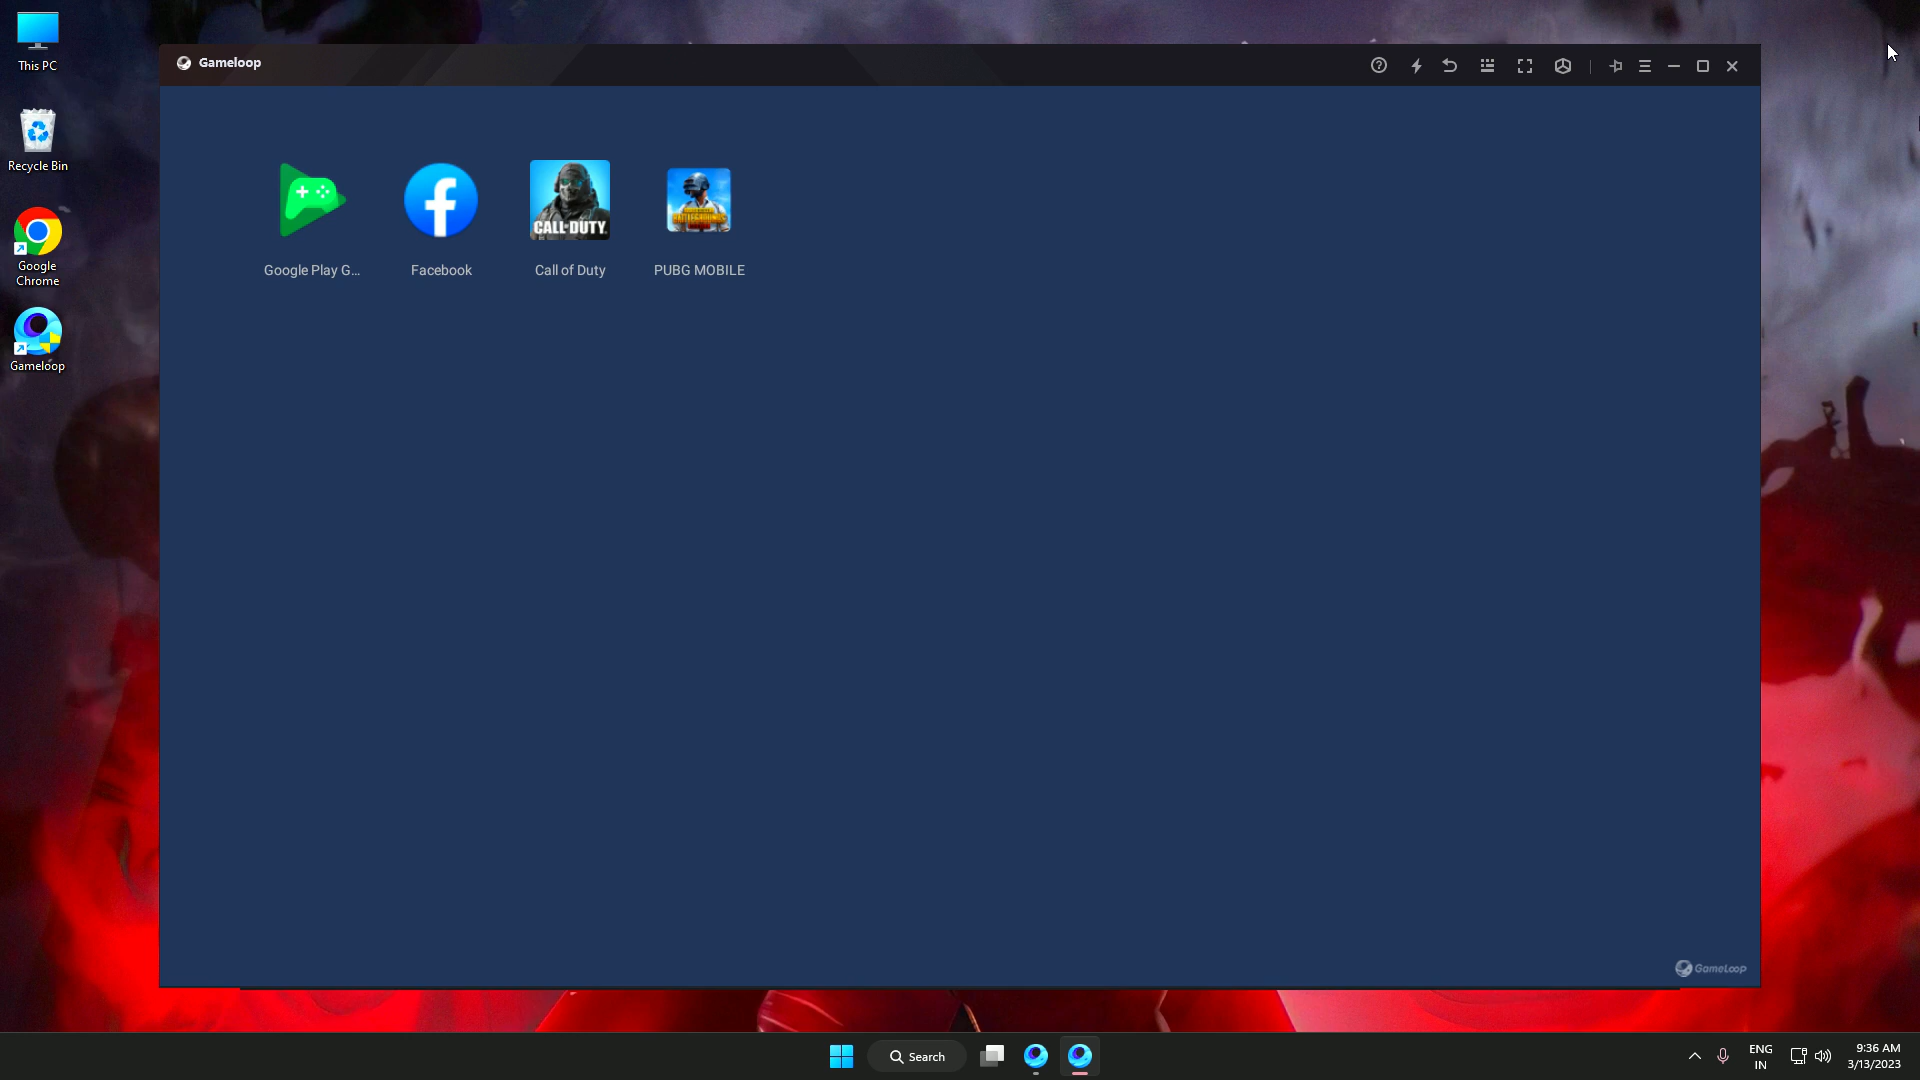 This PC
Recycle Bin
Google
Chrome
Gameloop
Gameloop
CALL OF DUTY
Google Play G...
Facebook
Call of Duty
PUBG MOBILE
GameLoop
Search
ENG
IN
9:36 AM
3/13/2023